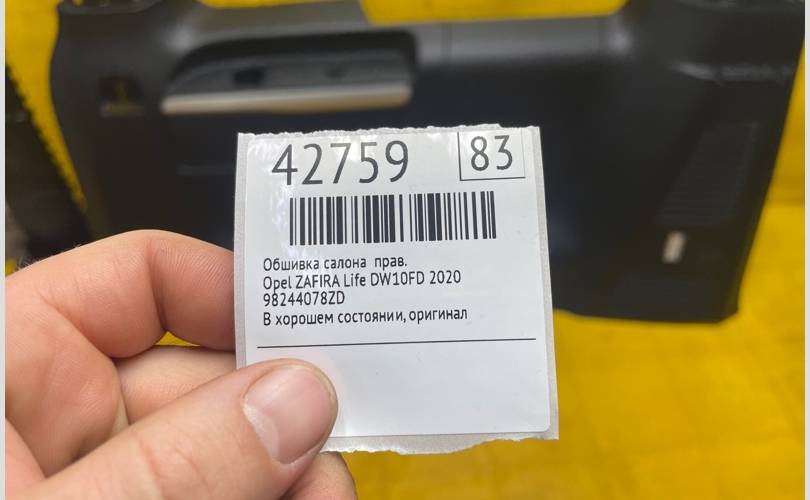 42759 83
Обшивка салона прав.
Opel ZAFIRA Life DW10FD 2020
98244078ZD
В хорошем состоянии, оригинал